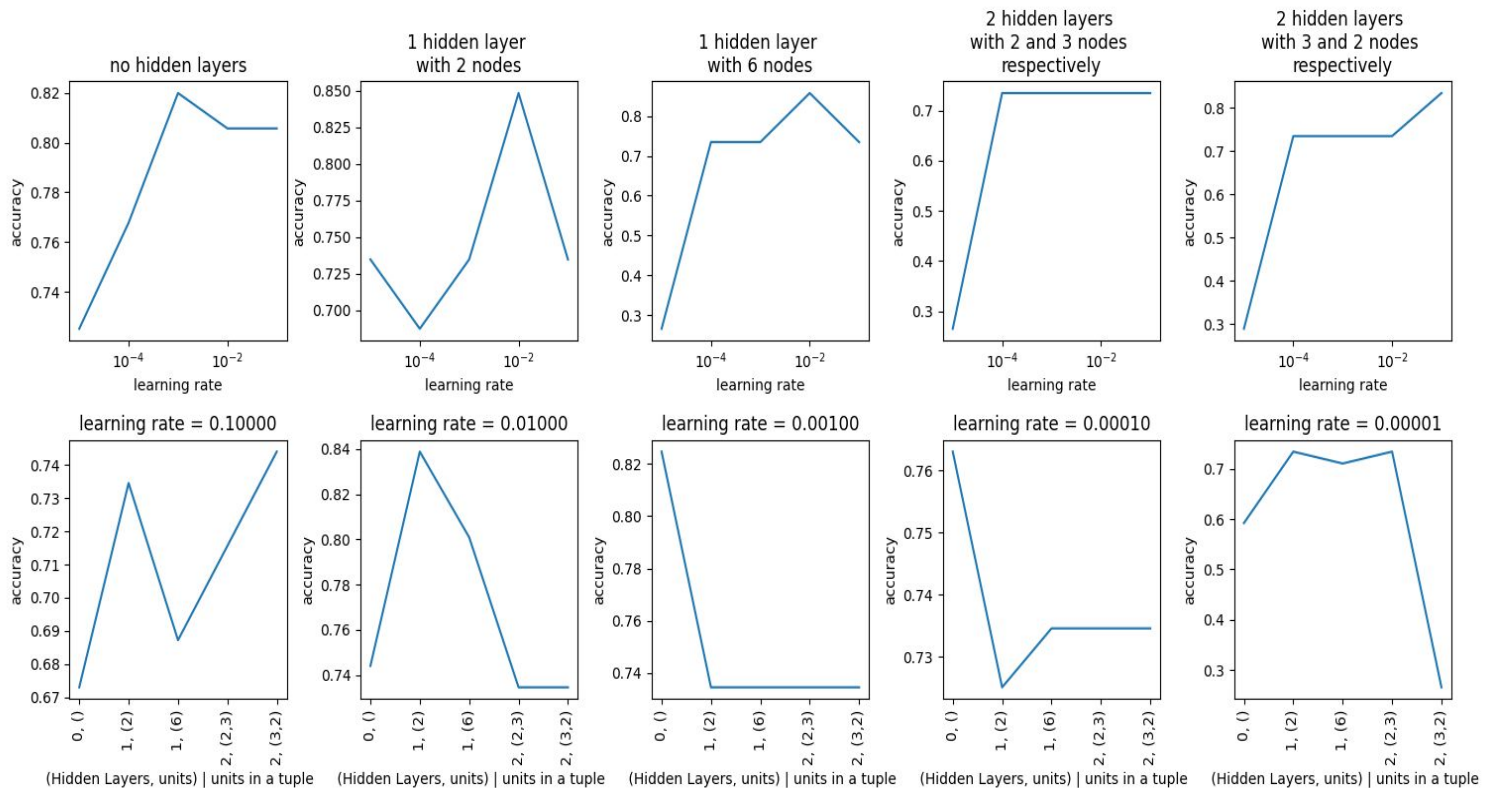 no hidden layers
0.82
0.80
0.78
0.76
0.74
accuracy
10⁻⁴
10⁻²
learning rate
1 hidden layer
with 2 nodes
0.850
0.825
0.800
0.775
0.750
0.725
0.700
accuracy
10⁻⁴
10⁻²
learning rate
1 hidden layer
with 6 nodes
0.8
0.7
0.6
0.5
0.4
0.3
accuracy
10⁻⁴
10⁻²
learning rate
2 hidden layers
with 2 and 3 nodes
respectively
0.7
0.6
0.5
0.4
0.3
accuracy
10⁻⁴
10⁻²
learning rate
2 hidden layers
with 3 and 2 nodes
respectively
0.8
0.7
0.6
0.5
0.4
0.3
accuracy
10⁻⁴
10⁻²
learning rate
learning rate = 0.10000
0.74
0.73
0.72
0.71
0.70
0.69
0.68
0.67
accuracy
0, ()
1, (2)
1, (6)
2, (2,3)
2, (3,2)
(Hidden Layers, units) | units in a tuple
learning rate = 0.01000
0.84
0.82
0.80
0.78
0.76
0.74
accuracy
0, ()
1, (2)
1, (6)
2, (2,3)
2, (3,2)
(Hidden Layers, units) | units in a tuple
learning rate = 0.00100
0.82
0.80
0.78
0.76
0.74
accuracy
0, ()
1, (2)
1, (6)
2, (2,3)
2, (3,2)
(Hidden Layers, units) | units in a tuple
learning rate = 0.00010
0.76
0.75
0.74
0.73
accuracy
0, ()
1, (2)
1, (6)
2, (2,3)
2, (3,2)
(Hidden Layers, units) | units in a tuple
learning rate = 0.00001
0.7
0.6
0.5
0.4
0.3
accuracy
0, ()
1, (2)
1, (6)
2, (2,3)
2, (3,2)
(Hidden Layers, units) | units in a tuple